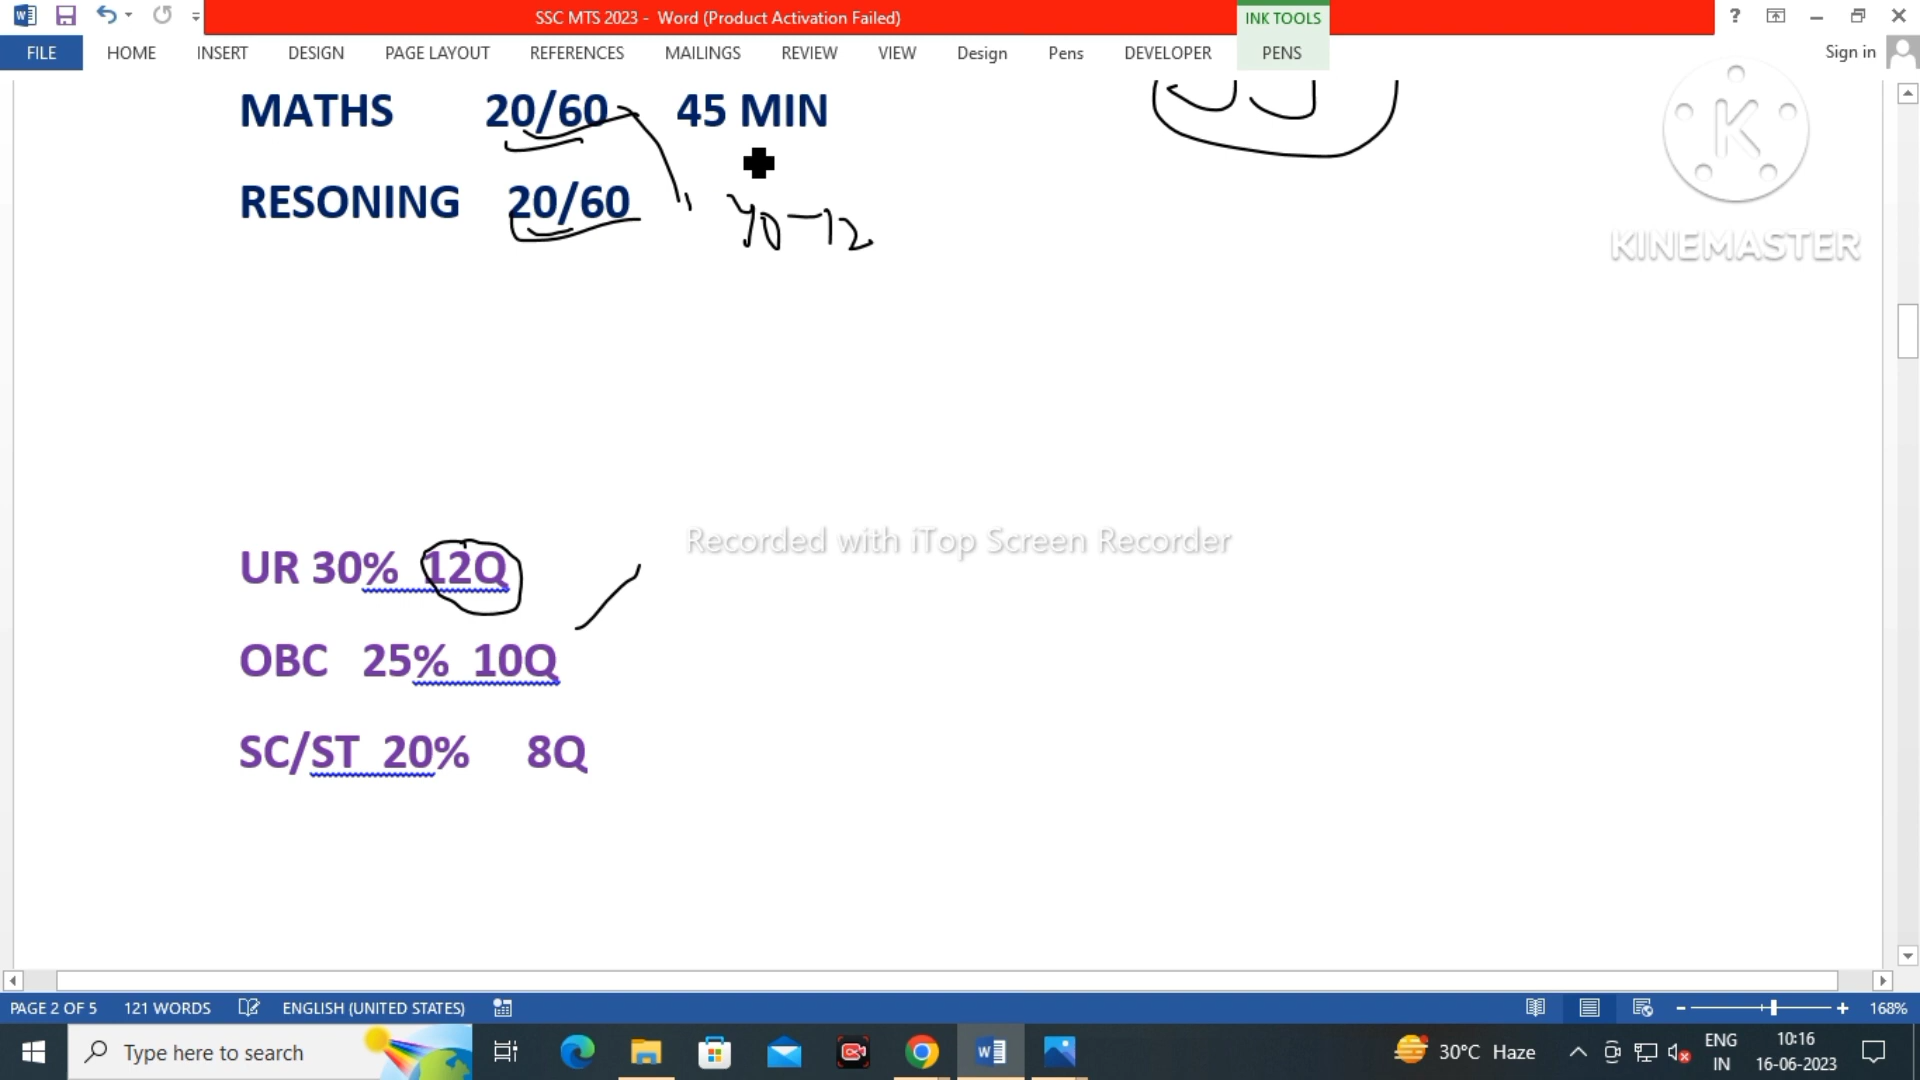 SSC MTS 2023 - Word (Product Activation Failed)
INK TOOLS
?
FILE HOME INSERT DESIGN PAGE LAYOUT REFERENCES MAILINGS REVIEW VIEW Design Pens DEVELOPER PENS
Sign in
MATHS 20/60 45 MIN
RESONING 20/60
40-12
K
KINEMASTER
Recorded with iTop Screen Recorder
UR 30% 12Q
OBC 25% 10Q
SC/ST 20% 8Q
PAGE 2 OF 5 121 WORDS ENGLISH (UNITED STATES) 168%
Type here to search
30°C Haze
ENG
IN
10:16
16-06-2023